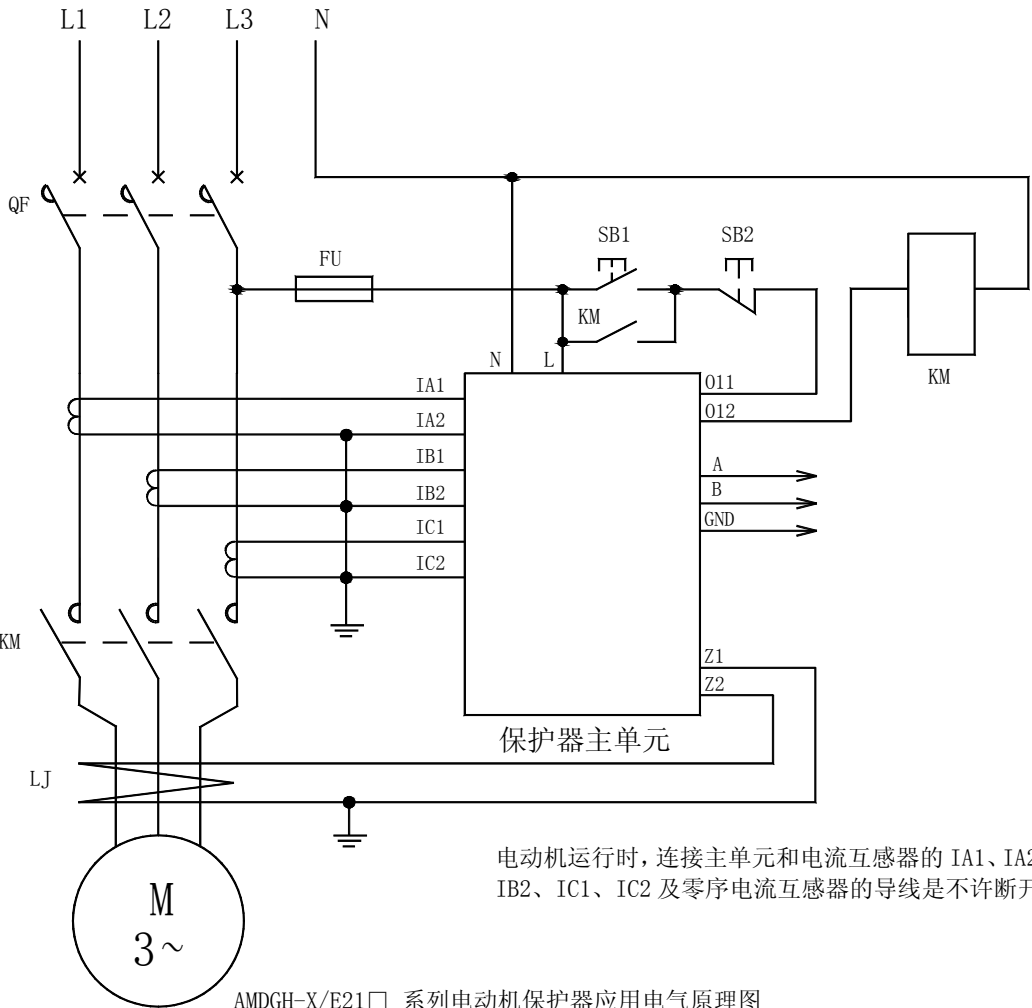 L1 L2 L3 N
QF
FU
SB1 SB2
KM
KM
N L
IA1
IA2
IB1
IB2
IC1
IC2
O11
O12
A
B
GND
KM
Z1
Z2
保护器主单元
LJ
电动机运行时,连接主单元和电流互感器的 IA1、IA2
IB2、IC1、IC2 及零序电流互感器的导线是不许断开
M
3~
AMDGH-X/E21□ 系列电动机保护器应用电气原理图